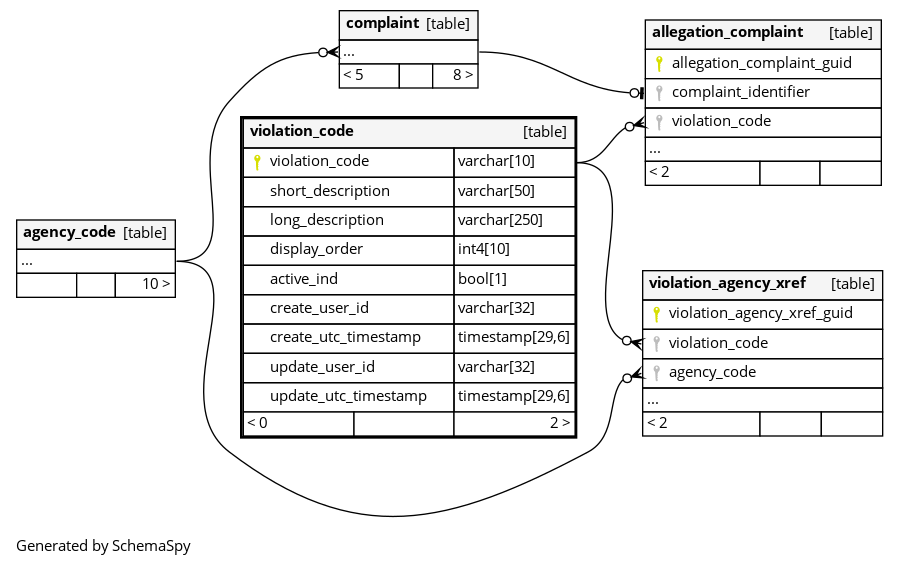 complaint [table]
...
< 5 8 >
allegation_complaint [table]
allegation_complaint_guid
complaint_identifier
violation_code
...
< 2
violation_code [table]
violation_code varchar[10]
short_description varchar[50]
long_description varchar[250]
display_order int4[10]
active_ind bool[1]
create_user_id varchar[32]
create_utc_timestamp timestamp[29,6]
update_user_id varchar[32]
update_utc_timestamp timestamp[29,6]
< 0 2 >
agency_code [table]
...
10 >
violation_agency_xref [table]
violation_agency_xref_guid
violation_code
agency_code
...
< 2
Generated by SchemaSpy